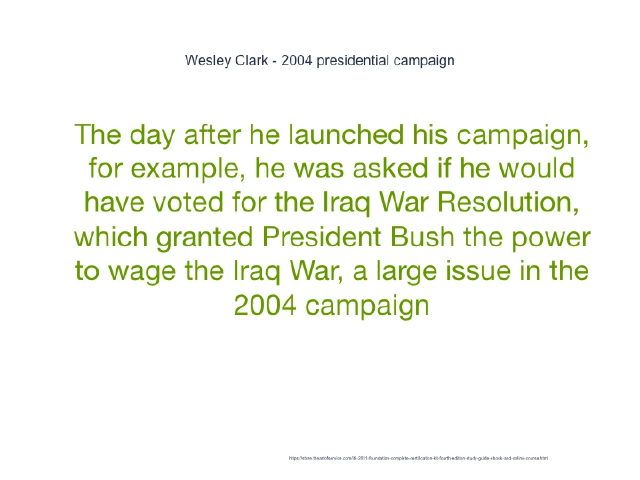 Wesley Clark - 2004 presidential campaign
The day after he launched his campaign,
for example, he was asked if he would
have voted for the Iraq War Resolution,
which granted President Bush the power
to wage the Iraq War, a large issue in the
2004 campaign